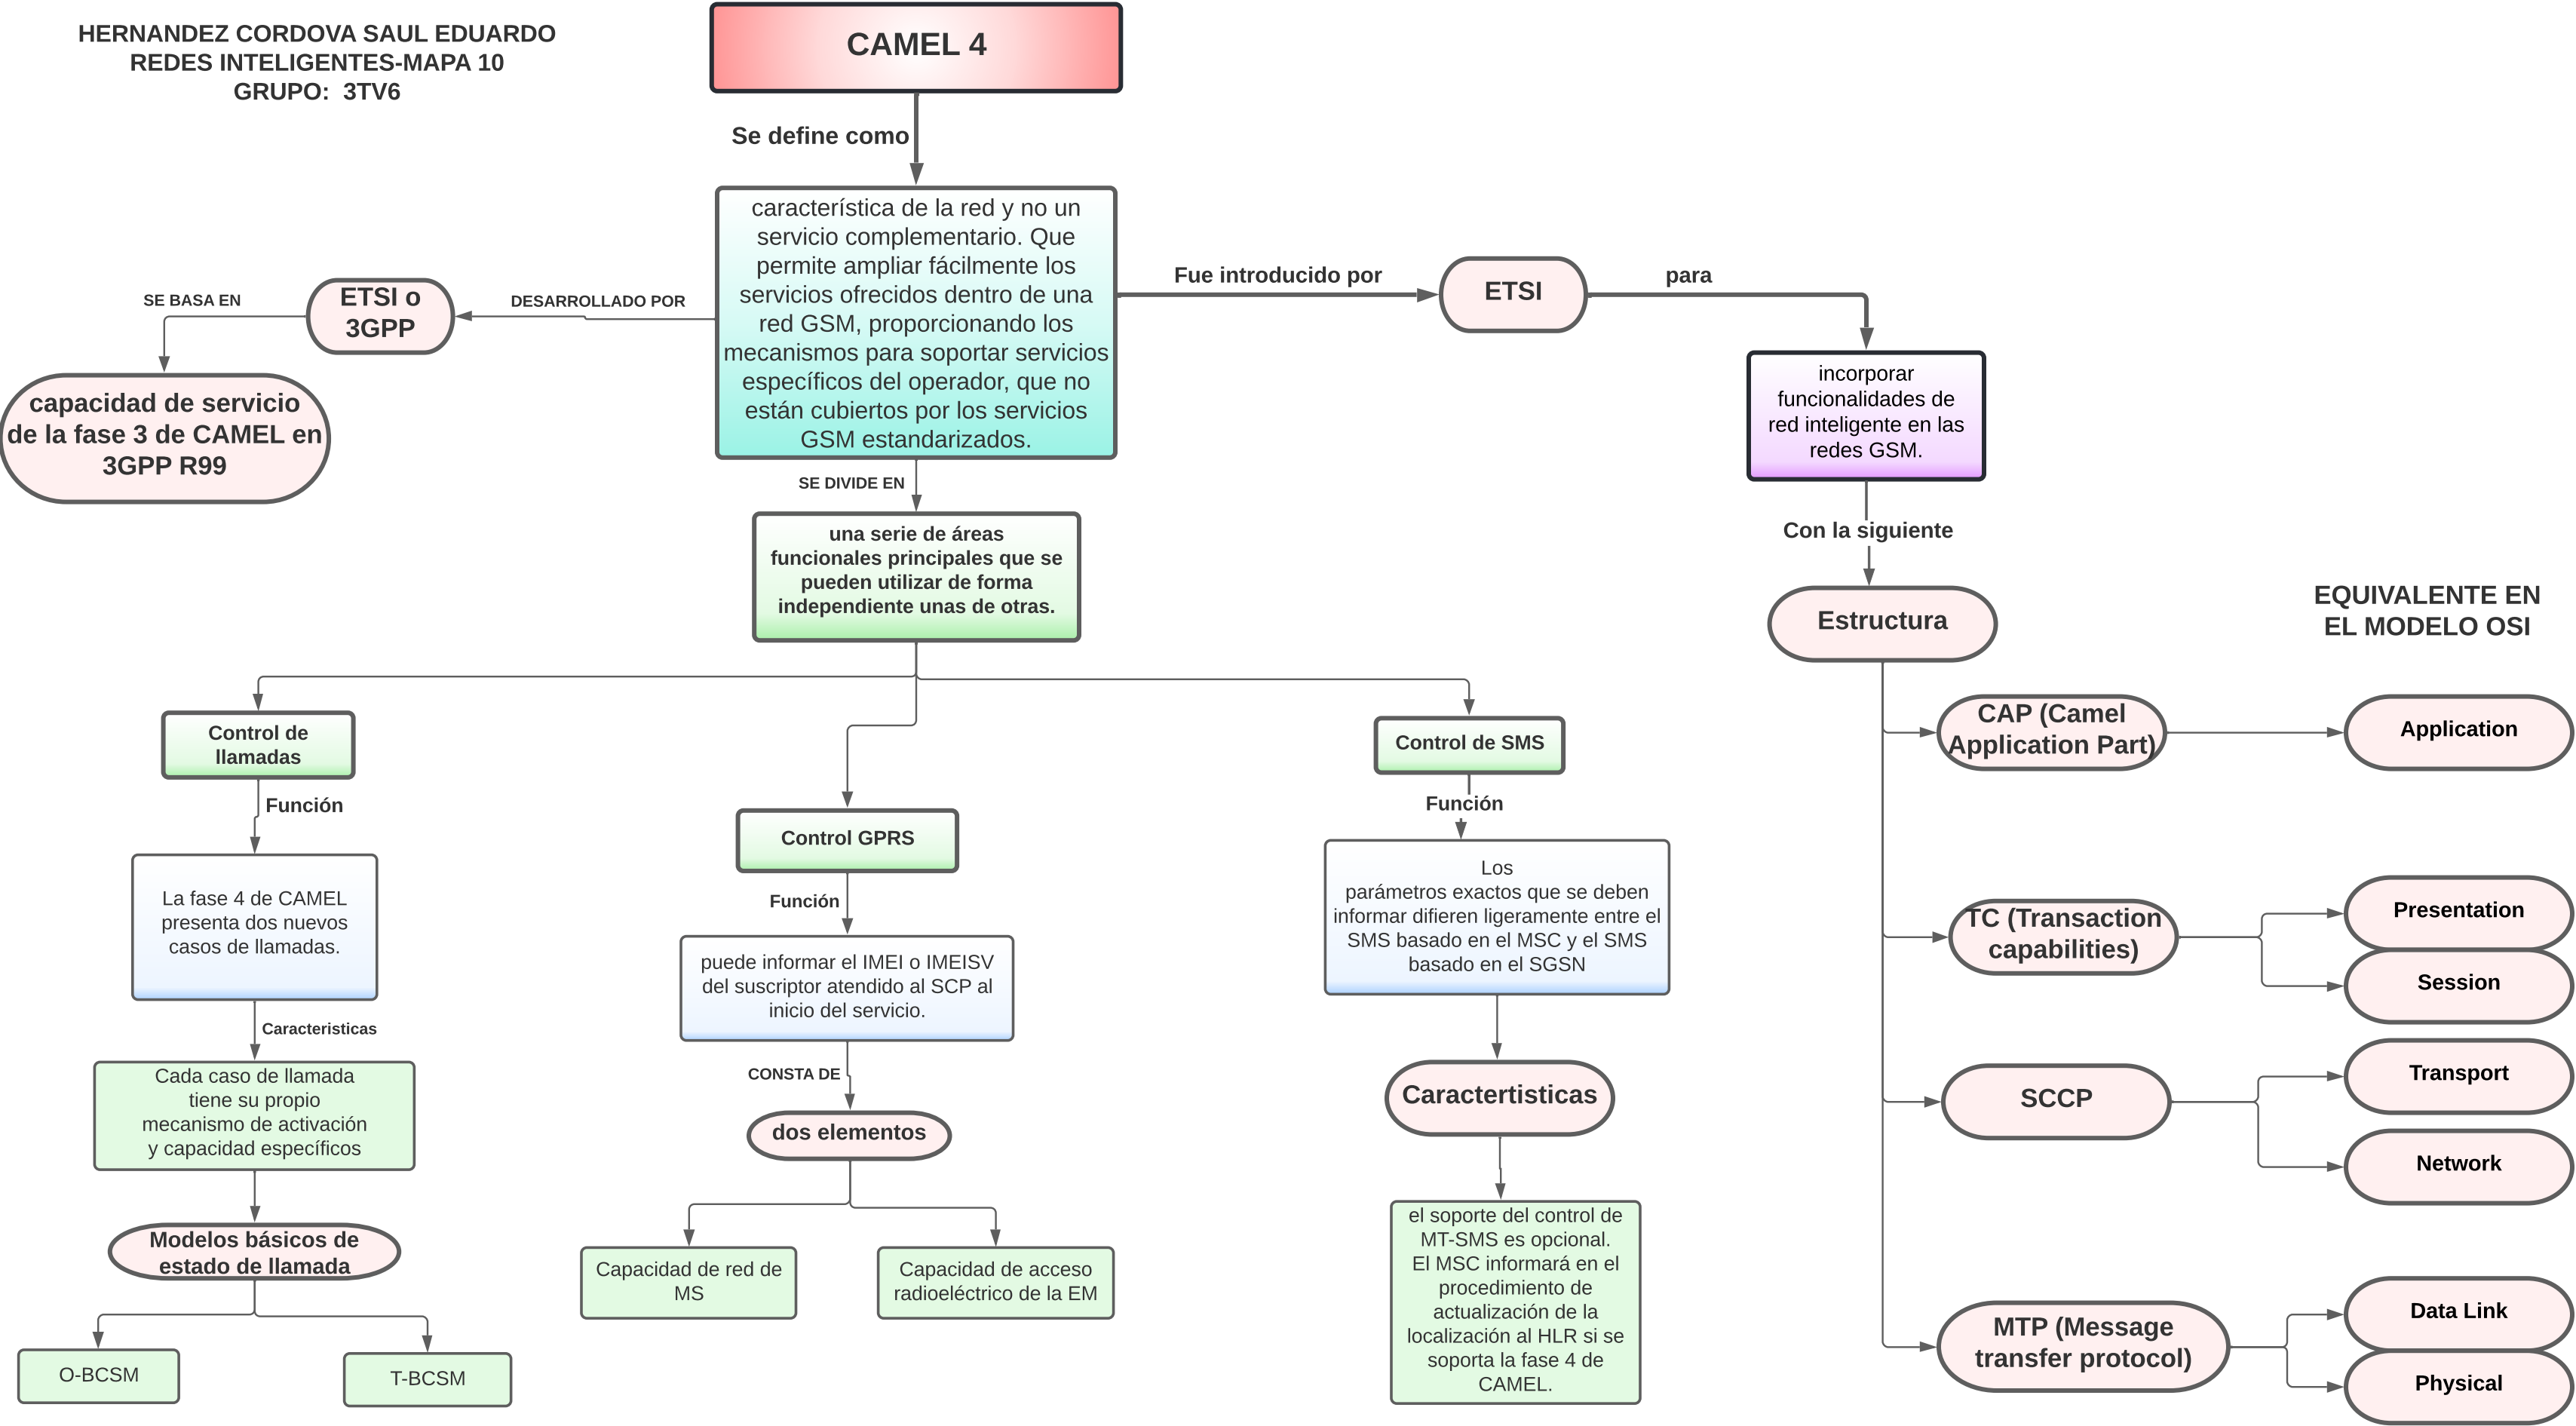 HERNANDEZ CORDOVA SAUL EDUARDO
REDES INTELIGENTES-MAPA 10
GRUPO:  3TV6
CAMEL 4
Se define como
característica de la red y no un
servicio complementario. Que
permite ampliar fácilmente los
servicios ofrecidos dentro de una
red GSM, proporcionando los
mecanismos para soportar servicios
específicos del operador, que no
están cubiertos por los servicios
GSM estandarizados.
DESARROLLADO POR
ETSI o
3GPP
SE BASA EN
capacidad de servicio
de la fase 3 de CAMEL en
3GPP R99
Fue introducido por
ETSI
para
incorporar
funcionalidades de
red inteligente en las
redes GSM.
Con la siguiente
Estructura
EQUIVALENTE EN
EL MODELO OSI
SE DIVIDE EN
una serie de áreas
funcionales principales que se
pueden utilizar de forma
independiente unas de otras.
Control de
llamadas
Función
La fase 4 de CAMEL
presenta dos nuevos
casos de llamadas.
Caracteristicas
Cada caso de llamada
tiene su propio
mecanismo de activación
y capacidad específicos
Modelos básicos de
estado de llamada
O-BCSM
T-BCSM
Control GPRS
Función
puede informar el IMEI o IMEISV
del suscriptor atendido al SCP al
inicio del servicio.
CONSTA DE
dos elementos
Capacidad de red de
MS
Capacidad de acceso
radioeléctrico de la EM
Control de SMS
Función
Los
parámetros exactos que se deben
informar difieren ligeramente entre el
SMS basado en el MSC y el SMS
basado en el SGSN
Caractertisticas
el soporte del control de
MT-SMS es opcional.
El MSC informará en el
procedimiento de
actualización de la
localización al HLR si se
soporta la fase 4 de
CAMEL.
CAP (Camel
Application Part)
Application
TC (Transaction
capabilities)
Presentation
Session
SCCP
Transport
Network
MTP (Message
transfer protocol)
Data Link
Physical